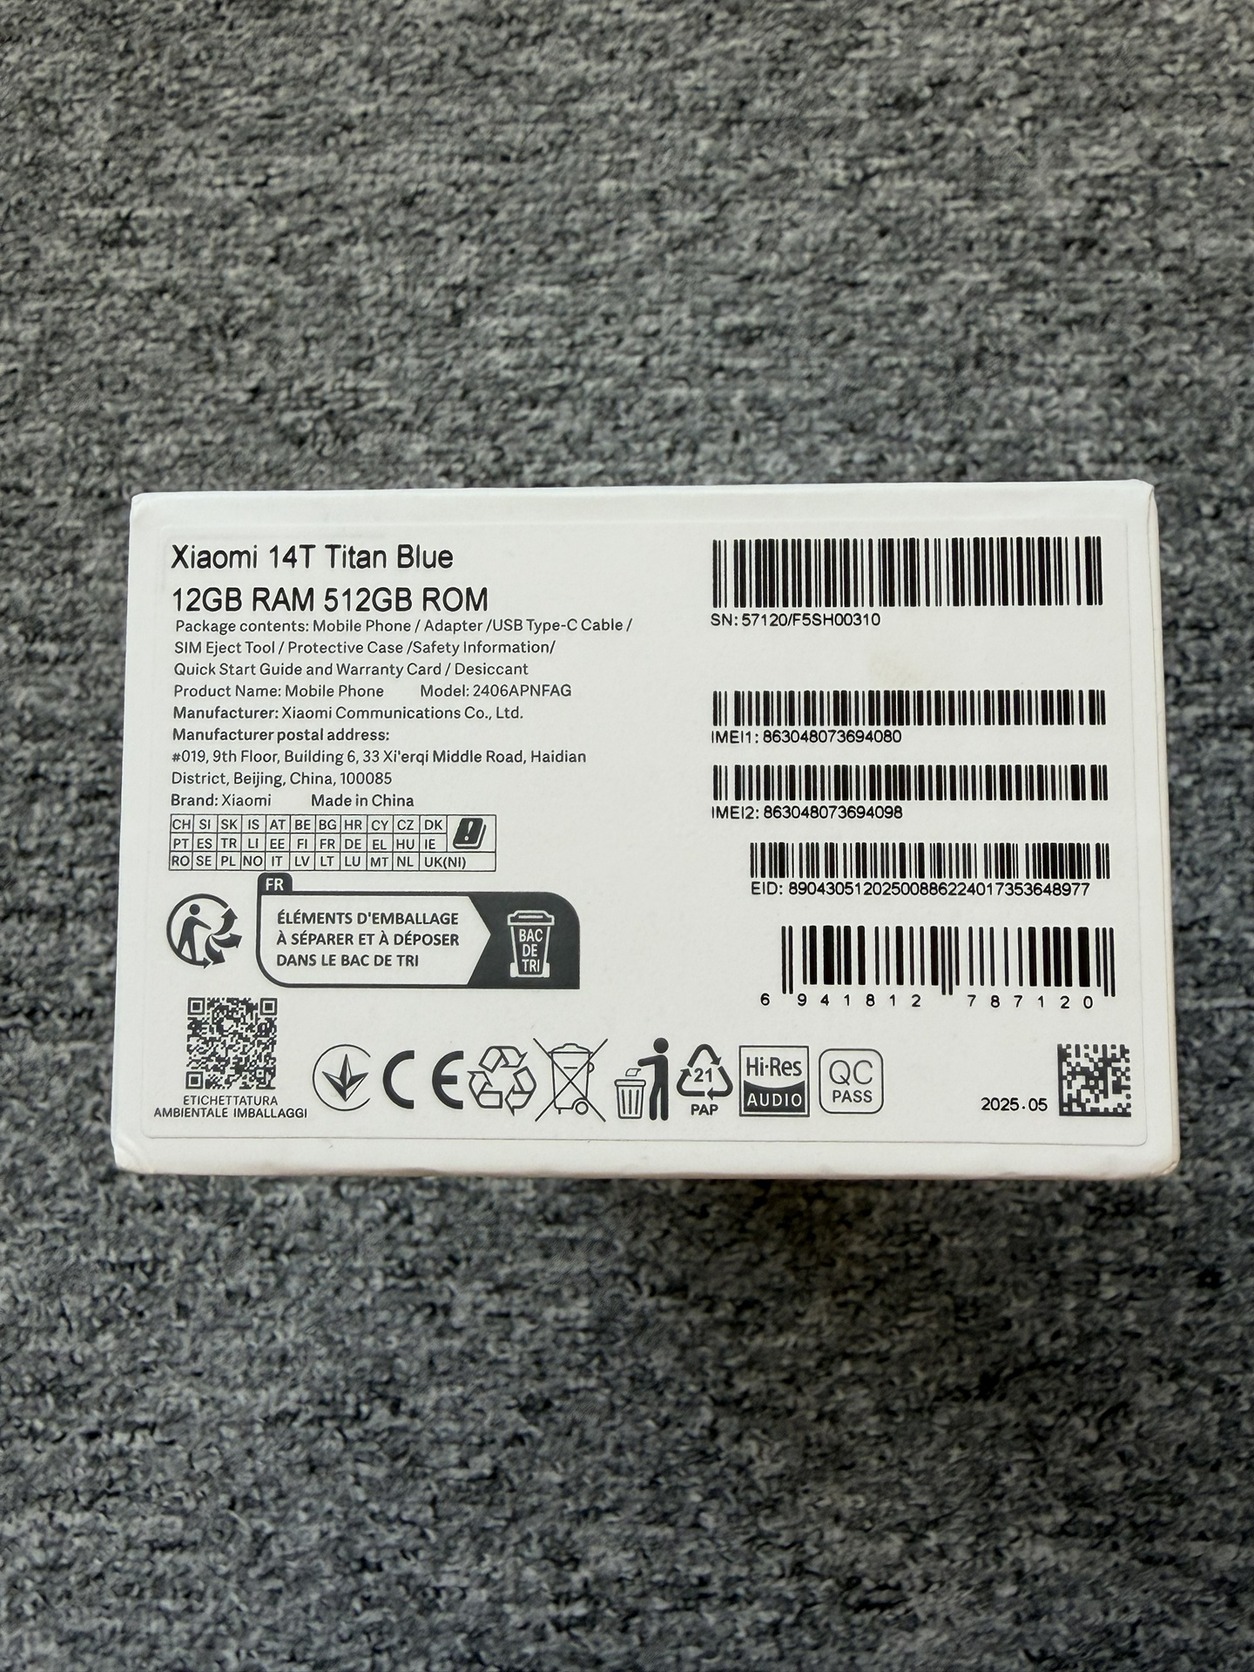 Xiaomi 14T Titan Blue
12GB RAM 512GB ROM
Package contents: Mobile Phone / Adapter /USB Type-C Cable /
SIM Eject Tool / Protective Case /Safety Information/
Quick Start Guide and Warranty Card / Desiccant
Product Name: Mobile Phone Model: 2406APNFAG
Manufacturer: Xiaomi Communications Co., Ltd.
Manufacturer postal address:
#019, 9th Floor, Building 6, 33 Xi'erqi Middle Road, Haidian
District, Beijing, China, 100085
Brand: Xiaomi Made in China
CH SI SK IS AT BE BG HR CY CZ DK
PT ES TR LI EE FI FR DE EL HU IE
RO SE PL NO IT LV LT LU MT NL UK(NI)
FR
ÉLÉMENTS D'EMBALLAGE
À SÉPARER ET À DÉPOSER
DANS LE BAC DE TRI
BAC
DE
TRI
ETICHETTATURA
AMBIENTALE IMBALLAGGI
CE
21
PAP
Hi-Res
AUDIO
QC
PASS
SN: 57120/F5SH00310
IMEI1: 863048073694080
IMEI2: 863048073694098
EID: 89043051202500886224017353648977
6 941812 787120
2025.05